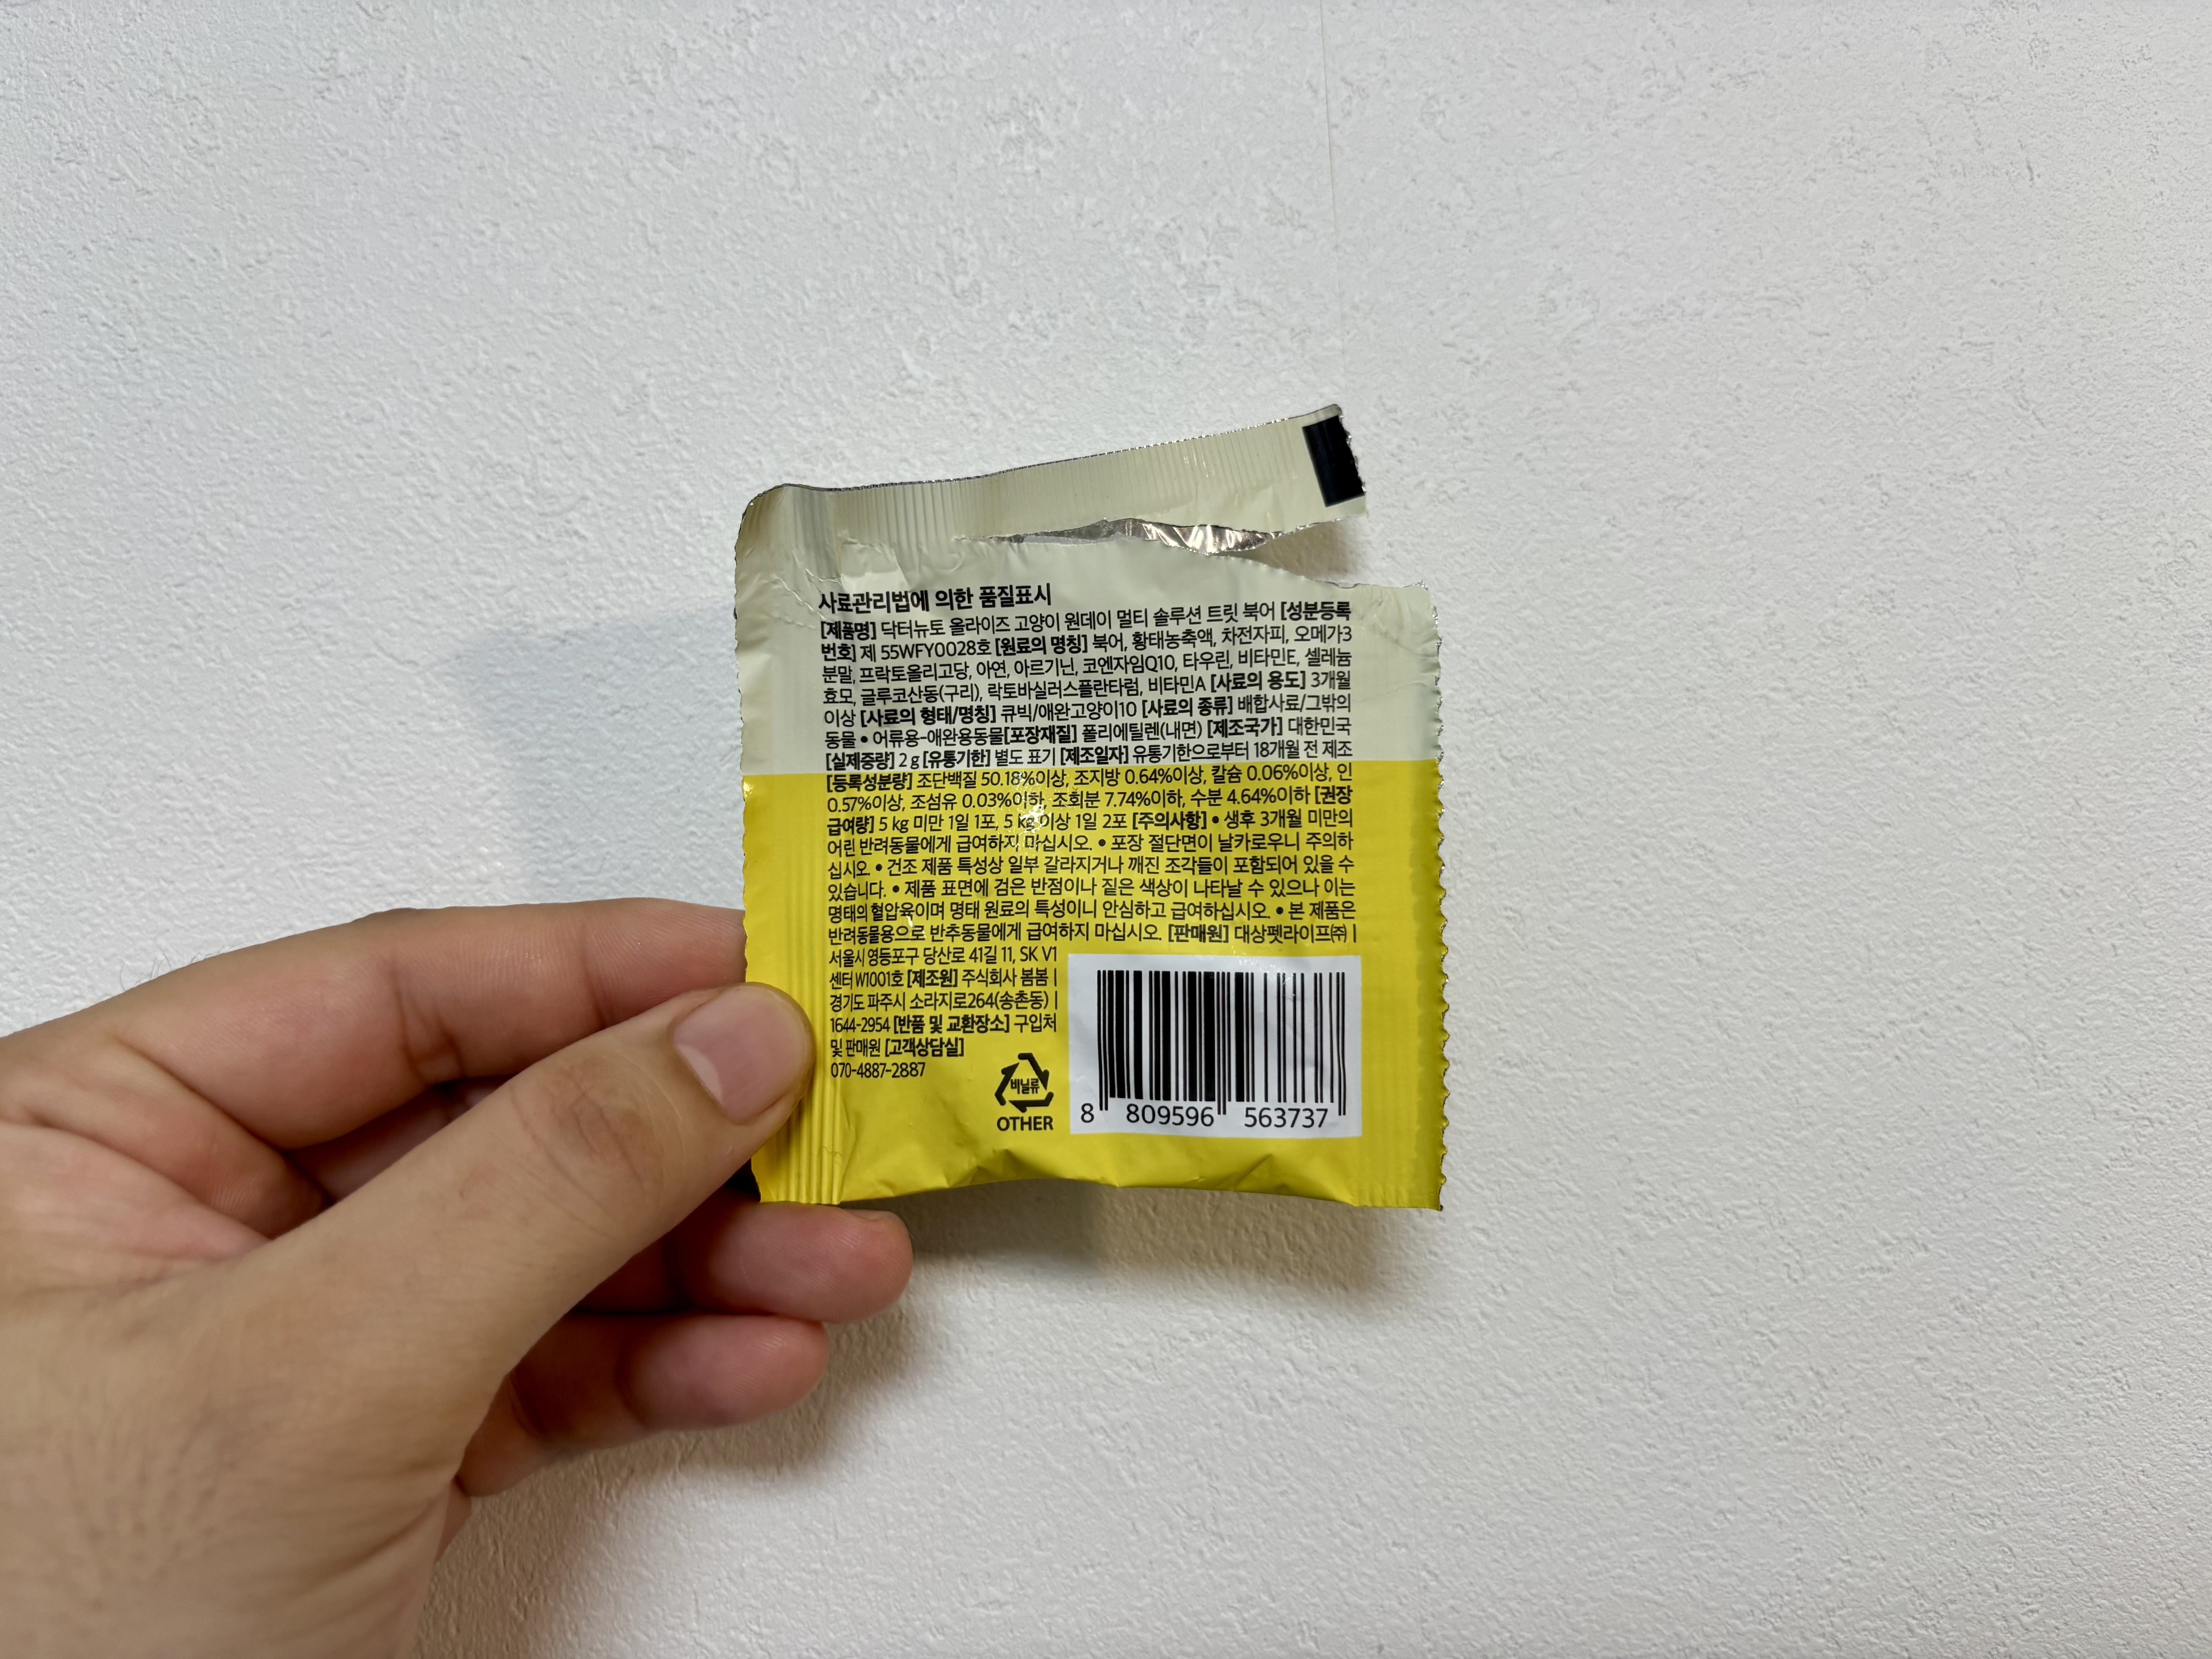 사료관리법에 의한 품질표시
[제품명] 닥터뉴토 올라이즈 고양이 원데이 멀티 솔루션 트릿 북어 [성분등록
번호] 제 55WFY0028호 [원료의 명칭] 북어, 황태농축액, 차전자피, 오메가3
분말, 프락토올리고당, 아연, 아르기닌, 코엔자임Q10, 타우린, 비타민E, 셀레늄
효모, 글루코산동(구리), 락토바실러스플란타럼, 비타민A [사료의 용도] 3개월
이상 [사료의 형태/명칭] 큐빅/애완고양이10 [사료의 종류] 배합사료/그밖의
동물 • 어류용-애완용동물[포장재질] 폴리에틸렌(내면) [제조국가] 대한민국
[실제중량] 2 g [유통기한] 별도 표기 [제조일자] 유통기한으로부터 18개월 전 제조
[등록성분량] 조단백질 50.18%이상, 조지방 0.64%이상, 칼슘 0.06%이상, 인
0.57%이상, 조섬유 0.03%이하, 조회분 7.74%이하, 수분 4.64%이하 [권장
급여량] 5 kg 미만 1일 1포, 5 kg 이상 1일 2포 [주의사항] • 생후 3개월 미만의
어린 반려동물에게 급여하지 마십시오. • 포장 절단면이 날카로우니 주의하
십시오. • 건조 제품 특성상 일부 갈라지거나 깨진 조각들이 포함되어 있을 수
있습니다. • 제품 표면에 검은 반점이나 짙은 색상이 나타날 수 있으나 이는
명태의 혈압육이며 명태 원료의 특성이니 안심하고 급여하십시오. • 본 제품은
반려동물용으로 반추동물에게 급여하지 마십시오. [판매원] 대상펫라이프㈜ |
서울시 영등포구 당산로 41길 11, SK V1
센터 W1001호 [제조원] 주식회사 봄봄 |
경기도 파주시 소라지로264(송촌동) |
1644-2954 [반품 및 교환장소] 구입처
및 판매원 [고객상담실]
070-4887-2887
비닐류
OTHER
8 809596 563737